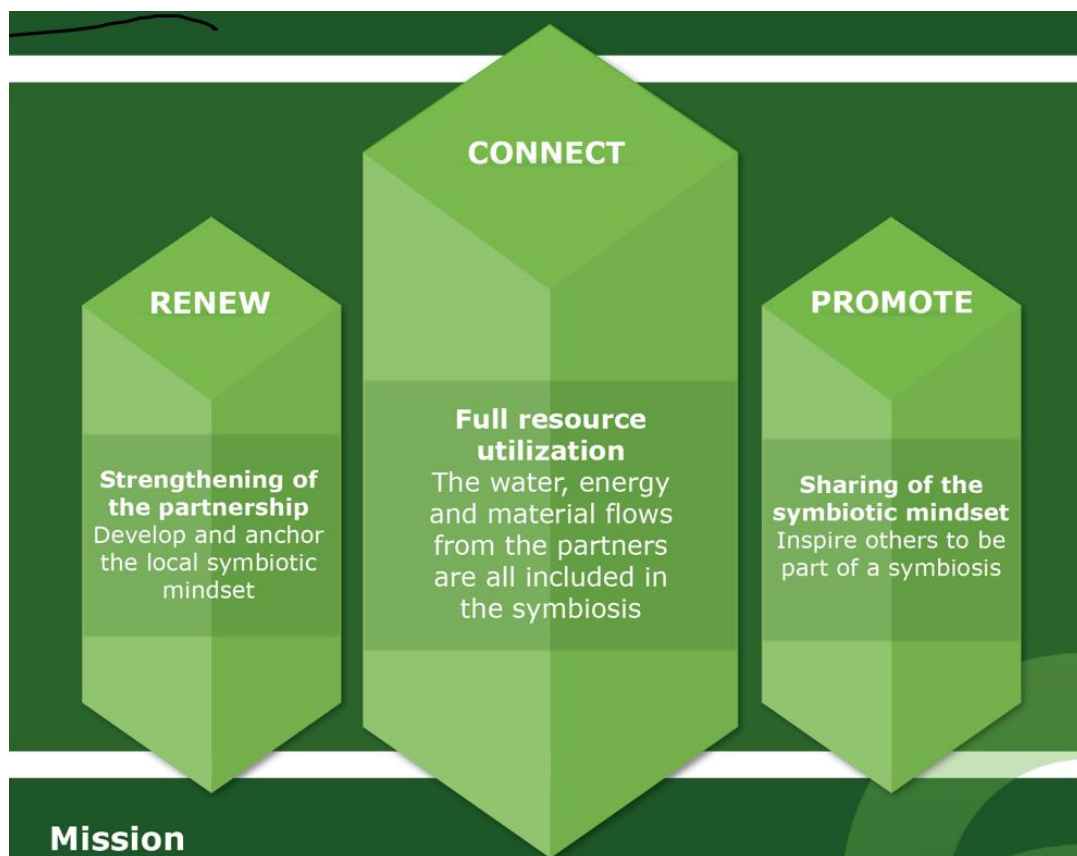 CONNECT
RENEW
PROMOTE
Strengthening of
the partnership
Develop and anchor
the local symbiotic
mindset
Full resource
utilization
The water, energy
and material flows
from the partners
are all included in
the symbiosis
Sharing of the
symbiotic mindset
Inspire others to be
part of a symbiosis
Mission